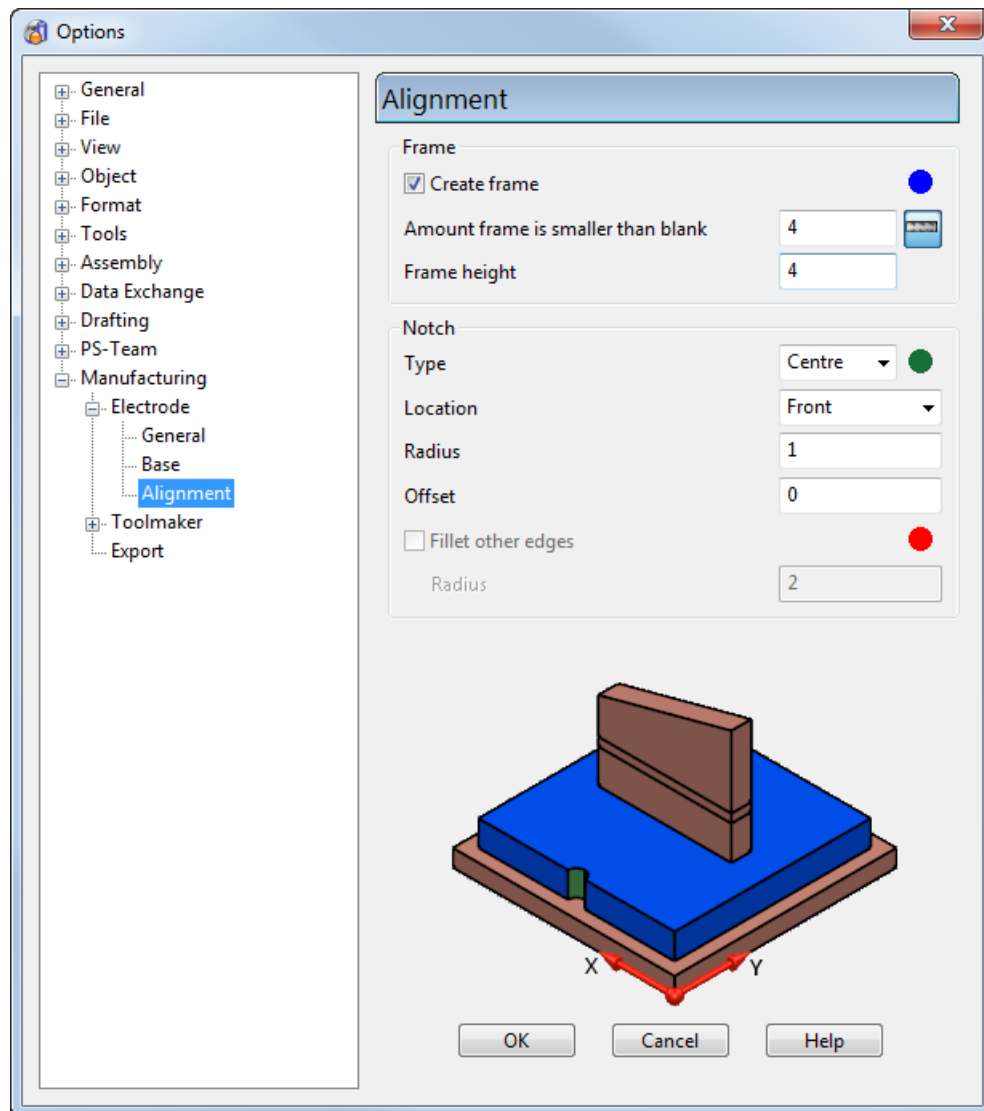 Options
General
File
View
Object
Format
Tools
Assembly
Data Exchange
Drafting
PS-Team
Manufacturing
Electrode
General
Base
Alignment
Toolmaker
Export
Alignment
Frame
Create frame
Amount frame is smaller than blank 4
Frame height 4
Notch
Type Centre
Location Front
Radius 1
Offset 0
Fillet other edges
Radius 2
X Y
OK Cancel Help